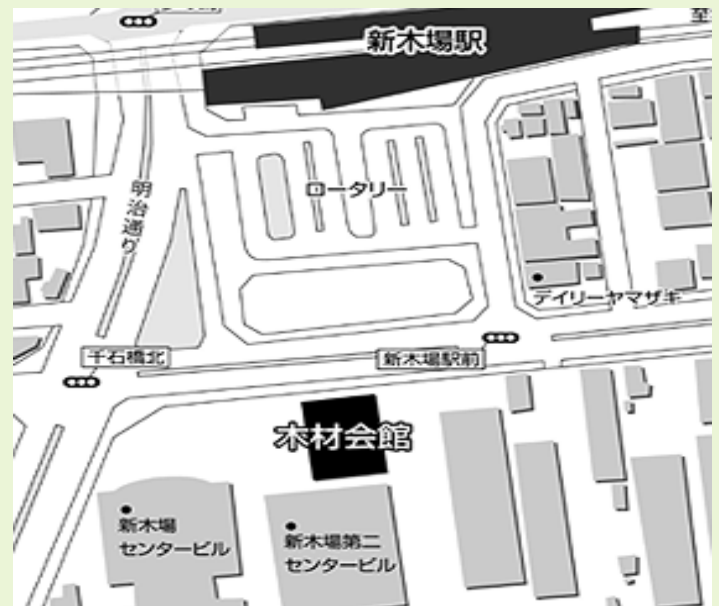 至
新木場駅
ロータリー
明治通り
デイリーヤマザキ
千石橋北
新木場駅前
木材会館
新木場
センタービル
新木場第二
センタービル